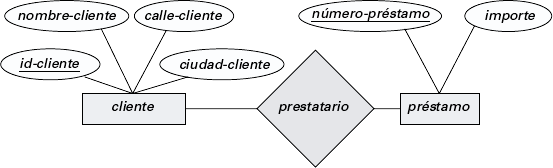 nombre-cliente
calle-cliente
número-préstamo
importe
id-cliente
ciudad-cliente
cliente
prestatario
préstamo